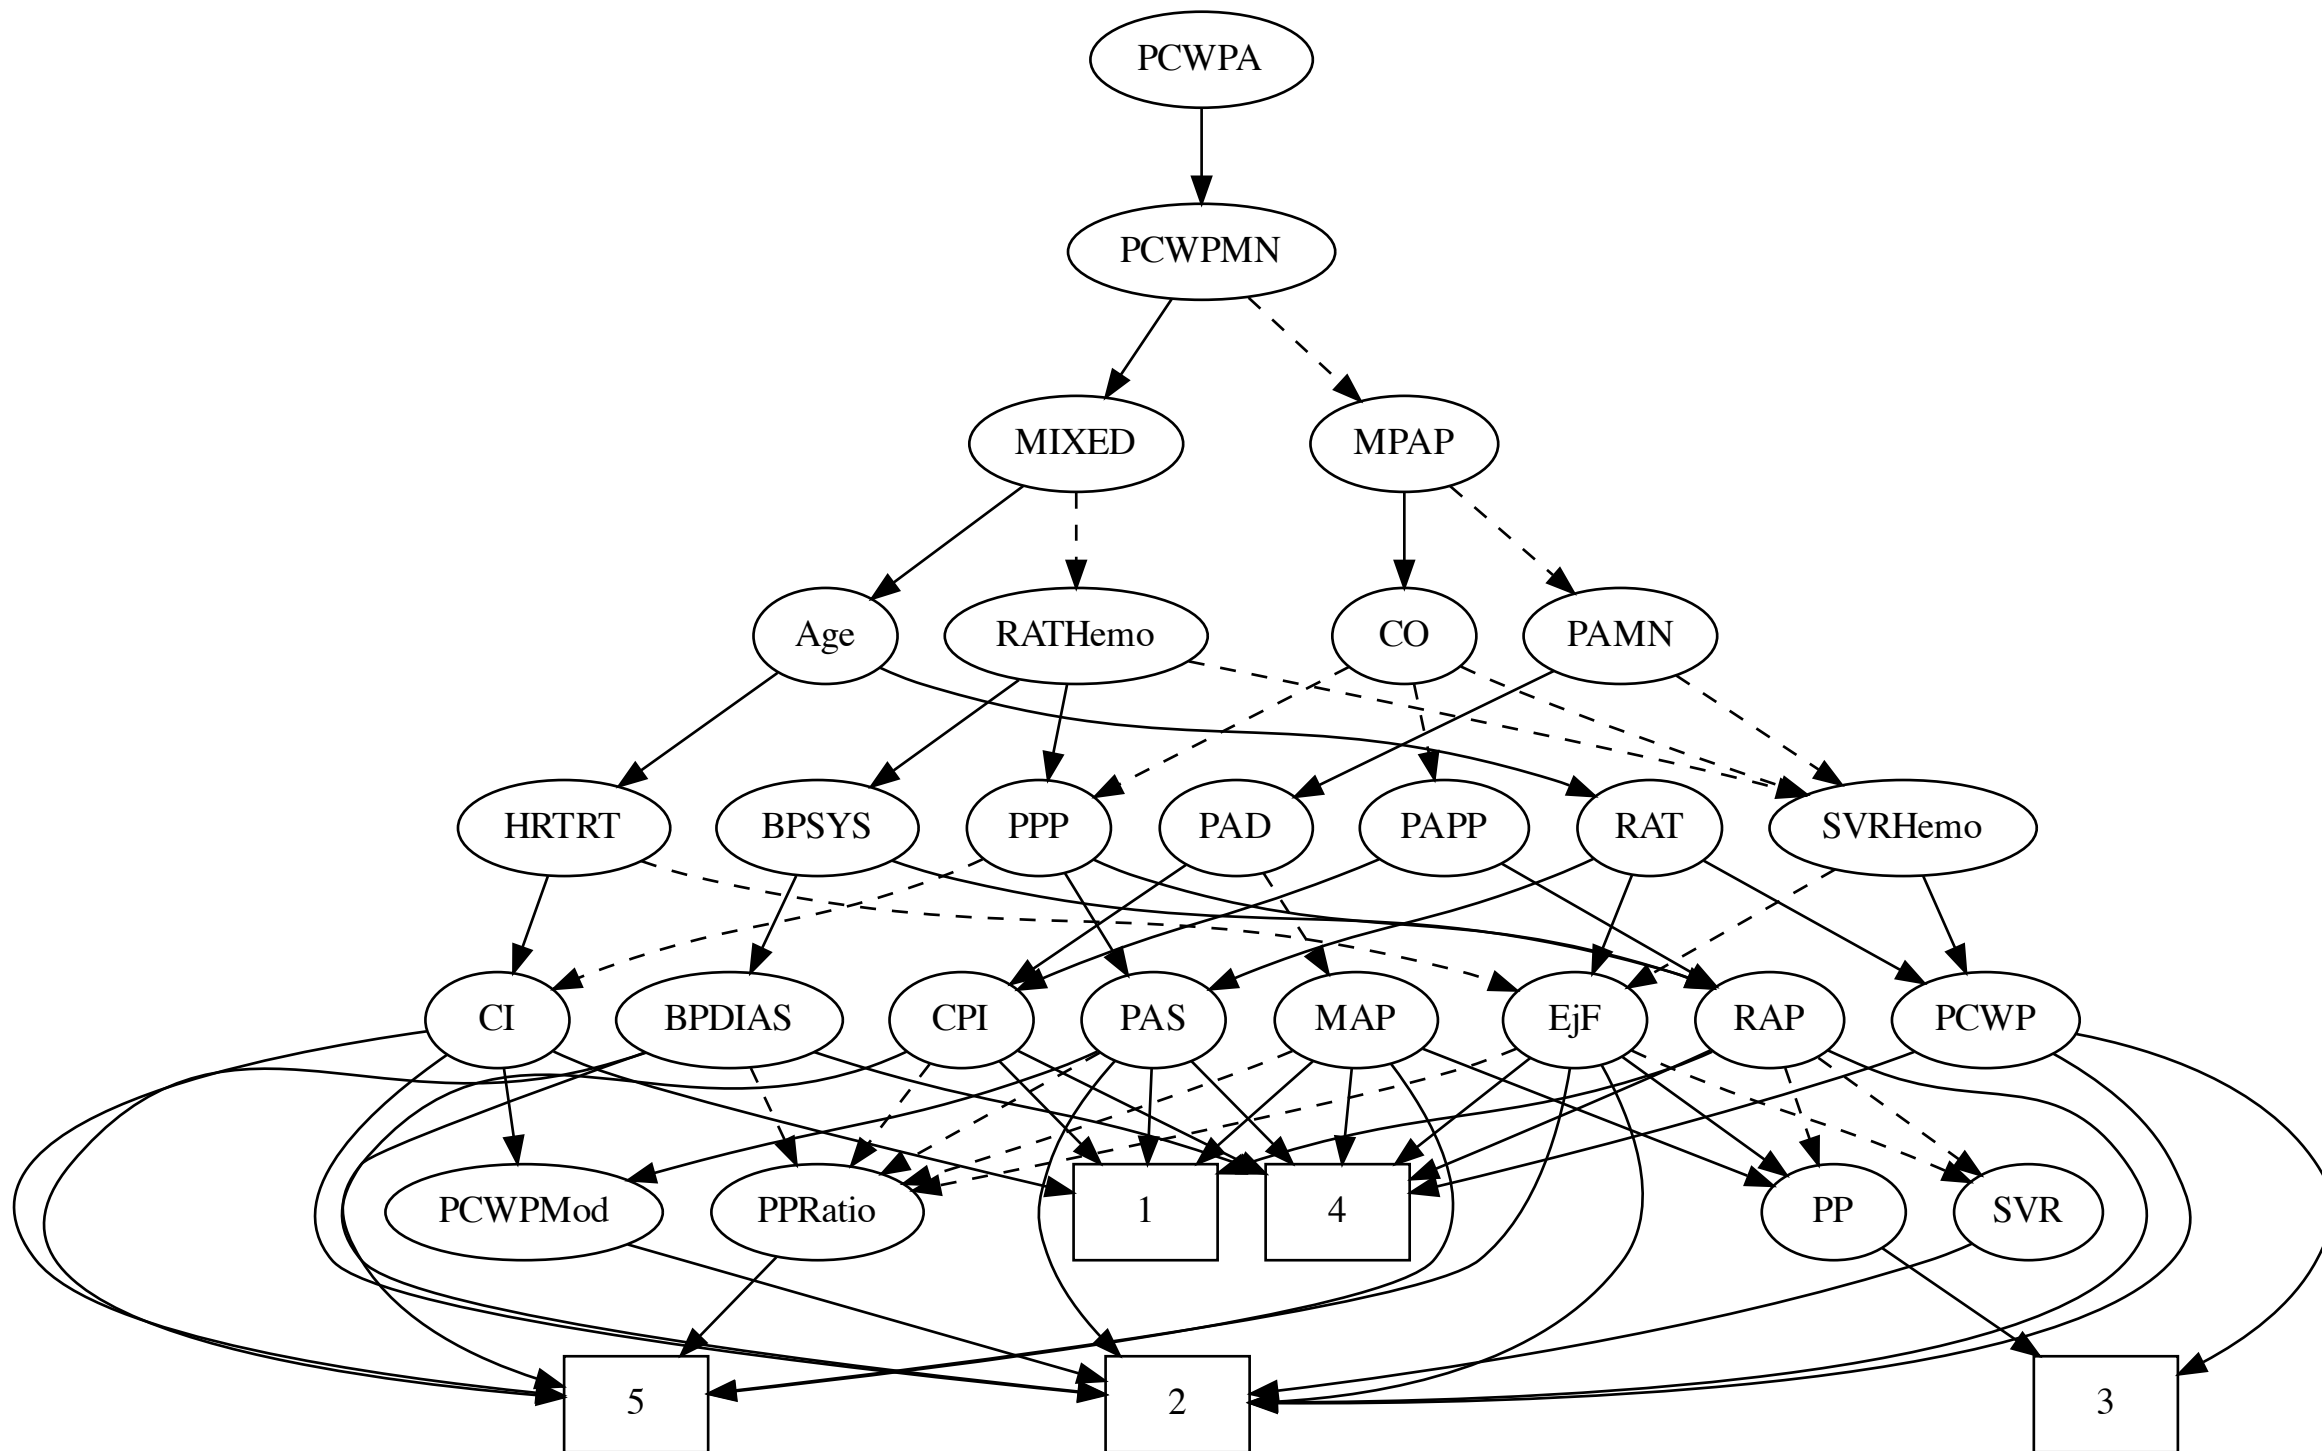 PCWPA
PCWPMN
MIXED
MPAP
Age
RATHemo
CO
PAMN
HRTRT
BPSYS
PPP
PAD
PAPP
RAT
SVRHemo
CI
BPDIAS
CPI
PAS
MAP
EjF
RAP
PCWP
PCWPMod
PPRatio
1
4
PP
SVR
5
2
3